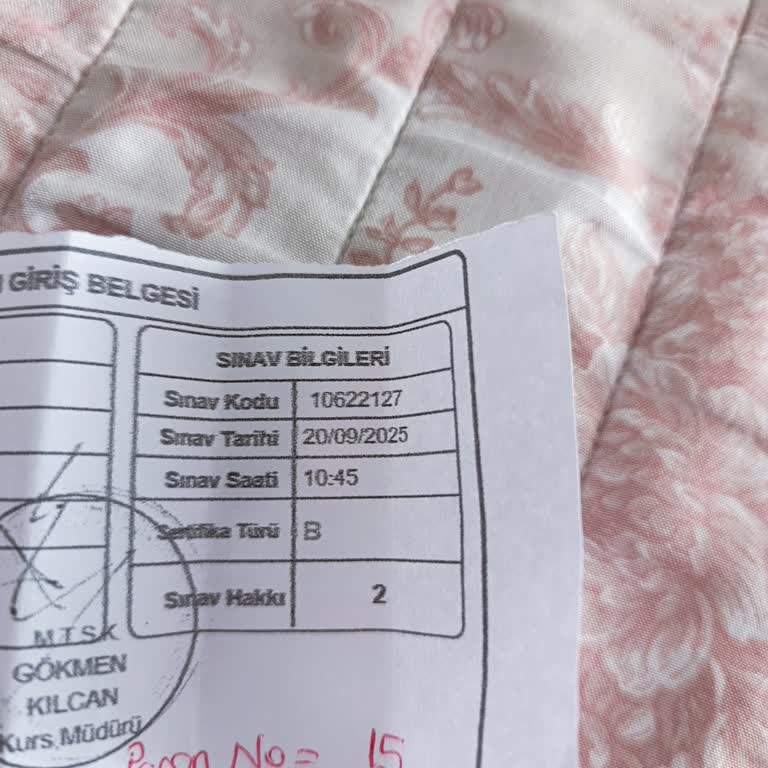 GİRİŞ BELGESİ
SINAV BİLGİLERİ
Sınav Kodu 10622127
Sınav Tarihi 20/09/2025
Sınav Saati 10:45
Sertifika Türü B
Sınav Hakkı 2
M.T.S.K
GÖKMEN
KILCAN
Kurs Müdürü
No = 15